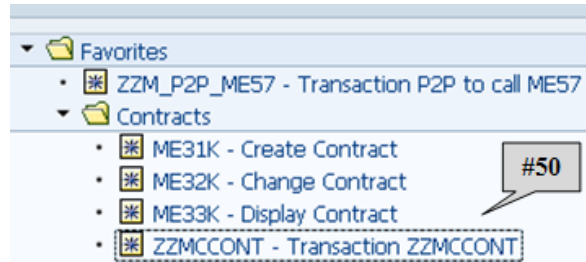 Favorites
ZZM_P2P_ME57 - Transaction P2P to call ME57
Contracts
ME31K - Create Contract
ME32K - Change Contract
#50
ME33K - Display Contract
ZZMCCONT - Transaction ZZMCCONT